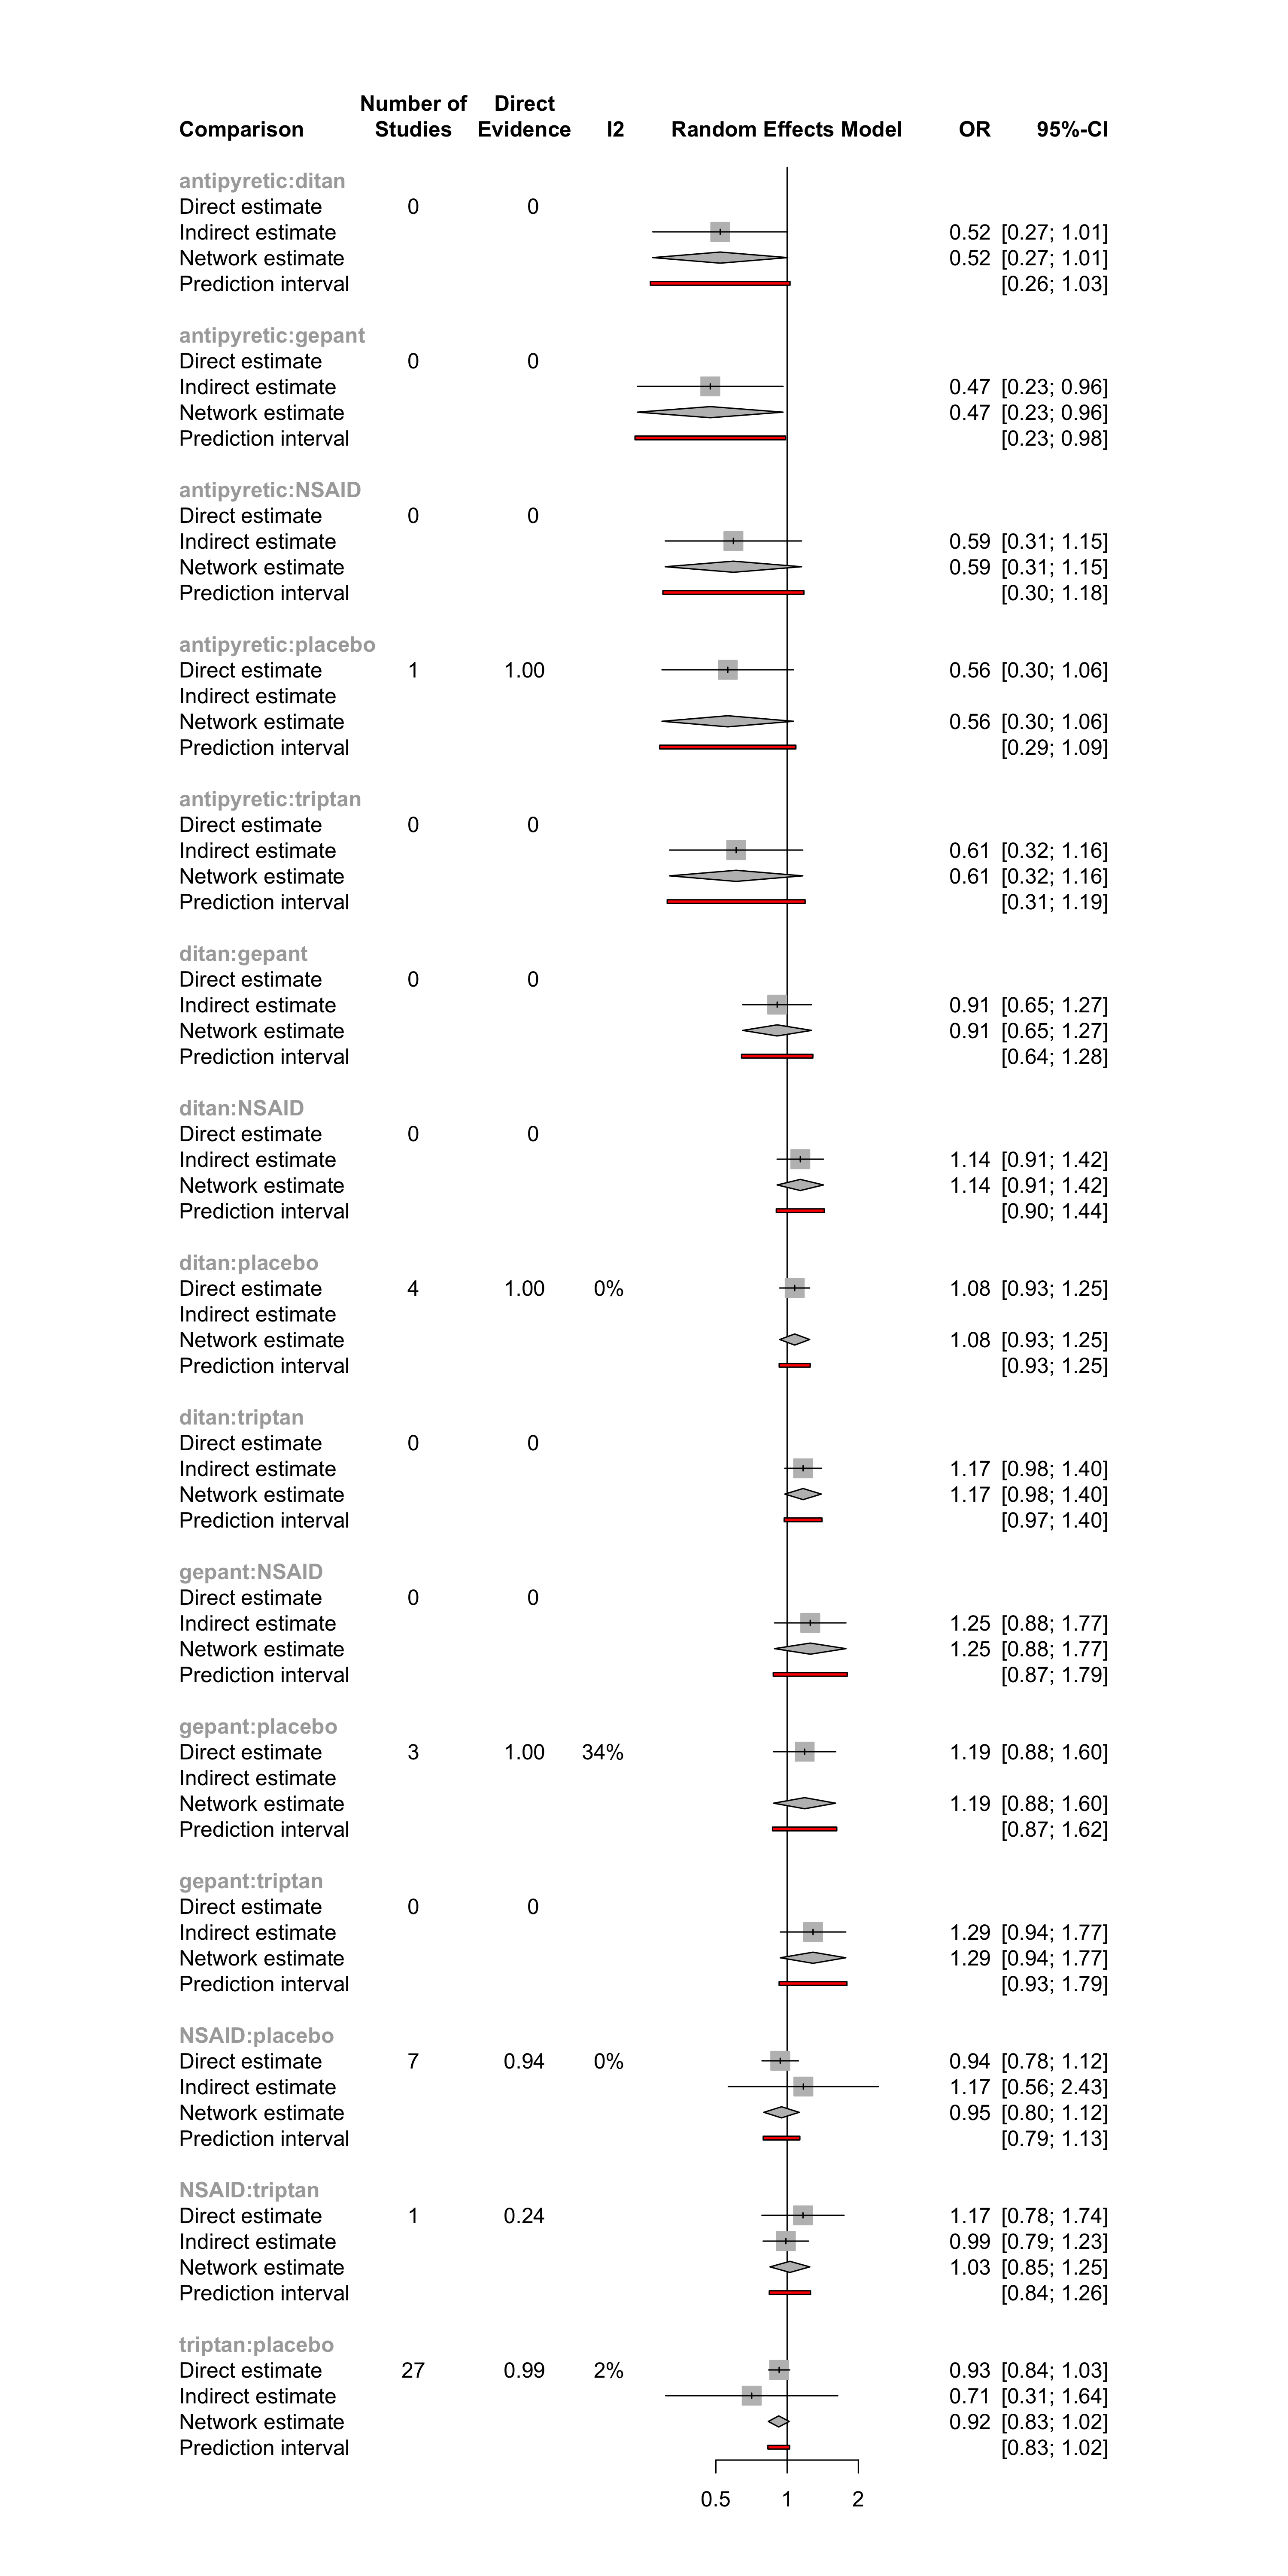 Number of Direct
Comparison Studies Evidence I2 Random Effects Model OR 95%-CI
antipyretic:ditan
Direct estimate 0 0
Indirect estimate 0.52 [0.27; 1.01]
Network estimate 0.52 [0.27; 1.01]
Prediction interval [0.26; 1.03]
antipyretic:gepant
Direct estimate 0 0
Indirect estimate 0.47 [0.23; 0.96]
Network estimate 0.47 [0.23; 0.96]
Prediction interval [0.23; 0.98]
antipyretic:NSAID
Direct estimate 0 0
Indirect estimate 0.59 [0.31; 1.15]
Network estimate 0.59 [0.31; 1.15]
Prediction interval [0.30; 1.18]
antipyretic:placebo
Direct estimate 1 1.00 0.56 [0.30; 1.06]
Indirect estimate
Network estimate 0.56 [0.30; 1.06]
Prediction interval [0.29; 1.09]
antipyretic:triptan
Direct estimate 0 0
Indirect estimate 0.61 [0.32; 1.16]
Network estimate 0.61 [0.32; 1.16]
Prediction interval [0.31; 1.19]
ditan:gepant
Direct estimate 0 0
Indirect estimate 0.91 [0.65; 1.27]
Network estimate 0.91 [0.65; 1.27]
Prediction interval [0.64; 1.28]
ditan:NSAID
Direct estimate 0 0
Indirect estimate 1.14 [0.91; 1.42]
Network estimate 1.14 [0.91; 1.42]
Prediction interval [0.90; 1.44]
ditan:placebo
Direct estimate 4 1.00 0% 1.08 [0.93; 1.25]
Indirect estimate
Network estimate 1.08 [0.93; 1.25]
Prediction interval [0.93; 1.25]
ditan:triptan
Direct estimate 0 0
Indirect estimate 1.17 [0.98; 1.40]
Network estimate 1.17 [0.98; 1.40]
Prediction interval [0.97; 1.40]
gepant:NSAID
Direct estimate 0 0
Indirect estimate 1.25 [0.88; 1.77]
Network estimate 1.25 [0.88; 1.77]
Prediction interval [0.87; 1.79]
gepant:placebo
Direct estimate 3 1.00 34% 1.19 [0.88; 1.60]
Indirect estimate
Network estimate 1.19 [0.88; 1.60]
Prediction interval [0.87; 1.62]
gepant:triptan
Direct estimate 0 0
Indirect estimate 1.29 [0.94; 1.77]
Network estimate 1.29 [0.94; 1.77]
Prediction interval [0.93; 1.79]
NSAID:placebo
Direct estimate 7 0.94 0% 0.94 [0.78; 1.12]
Indirect estimate 1.17 [0.56; 2.43]
Network estimate 0.95 [0.80; 1.12]
Prediction interval [0.79; 1.13]
NSAID:triptan
Direct estimate 1 0.24 1.17 [0.78; 1.74]
Indirect estimate 0.99 [0.79; 1.23]
Network estimate 1.03 [0.85; 1.25]
Prediction interval [0.84; 1.26]
triptan:placebo
Direct estimate 27 0.99 2% 0.93 [0.84; 1.03]
Indirect estimate 0.71 [0.31; 1.64]
Network estimate 0.92 [0.83; 1.02]
Prediction interval [0.83; 1.02]
0.5 1 2